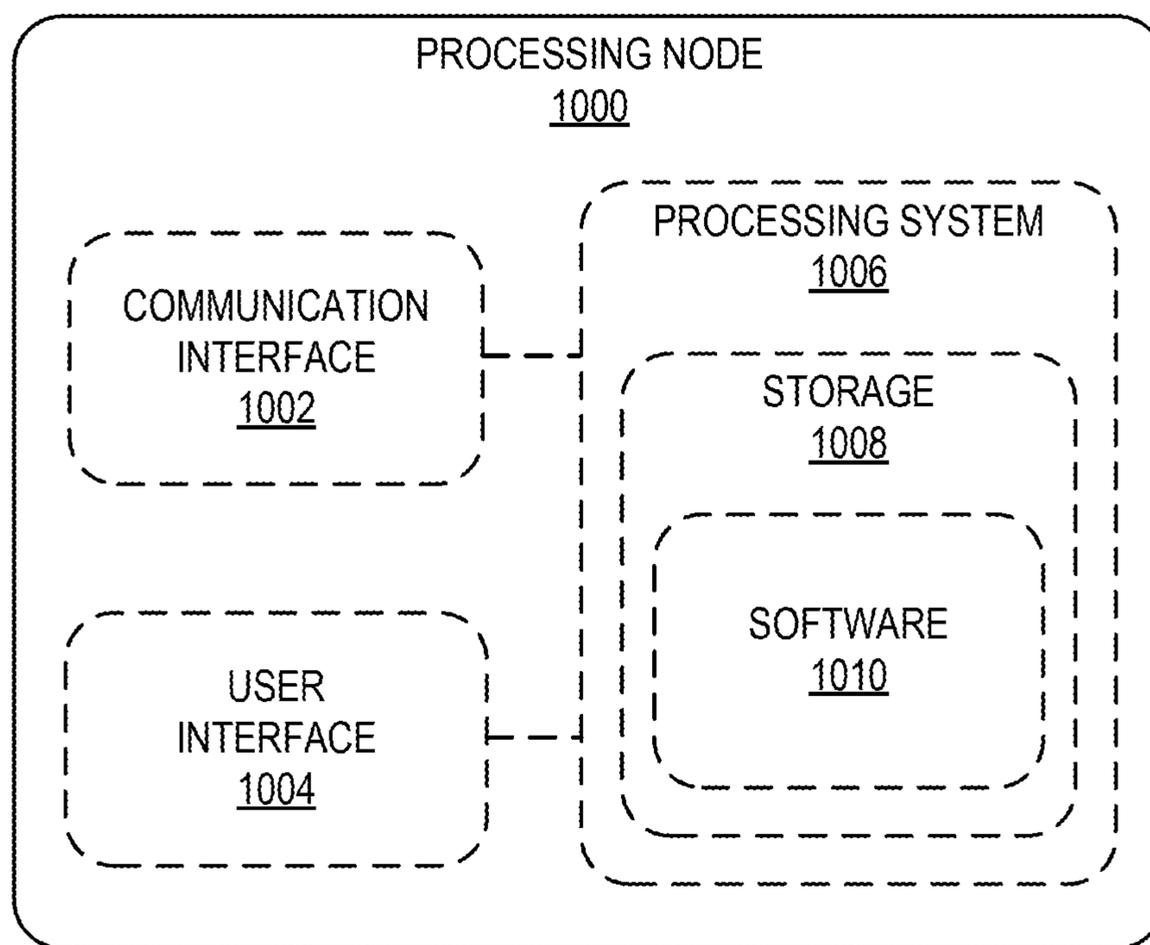 PROCESSING NODE
1000
PROCESSING SYSTEM
1006
COMMUNICATION
INTERFACE
1002
STORAGE
1008
SOFTWARE
1010
USER
INTERFACE
1004